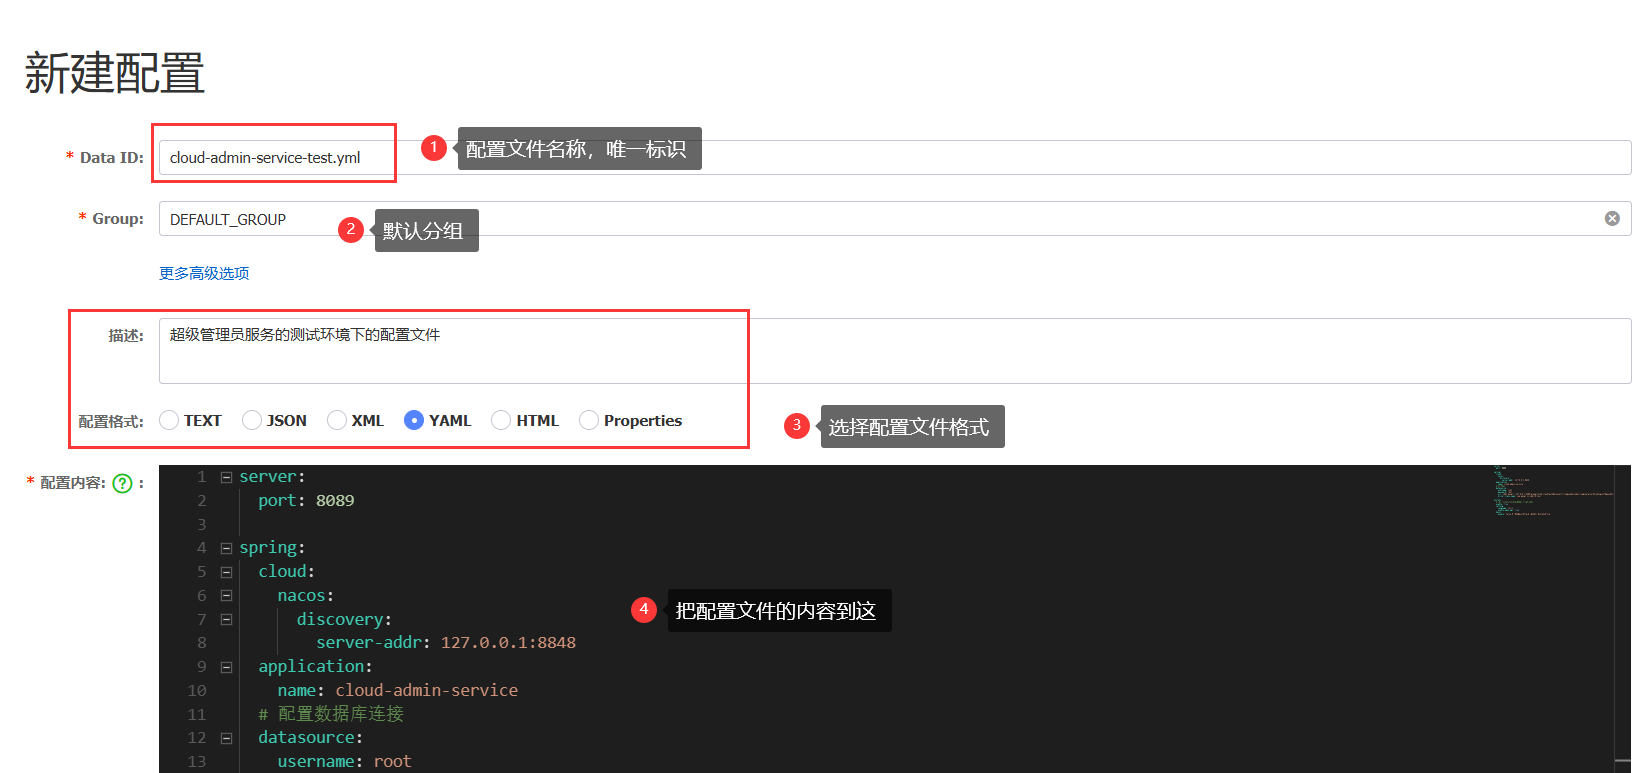 新建配置
* Data ID: cloud-admin-service-test.yml 1 配置文件名称，唯一标识
* Group: DEFAULT_GROUP 2 默认分组
更多高级选项
描述: 超级管理员服务的测试环境下的配置文件
配置格式: TEXT JSON XML YAML HTML Properties 3 选择配置文件格式
* 配置内容: ? :
1 server:
2 port: 8089
3
4 spring:
5 cloud:
6 nacos:
4 把配置文件的内容到这
7 discovery:
8 server-addr: 127.0.0.1:8848
9 application:
10 name: cloud-admin-service
11 # 配置数据库连接
12 datasource:
13 username: root